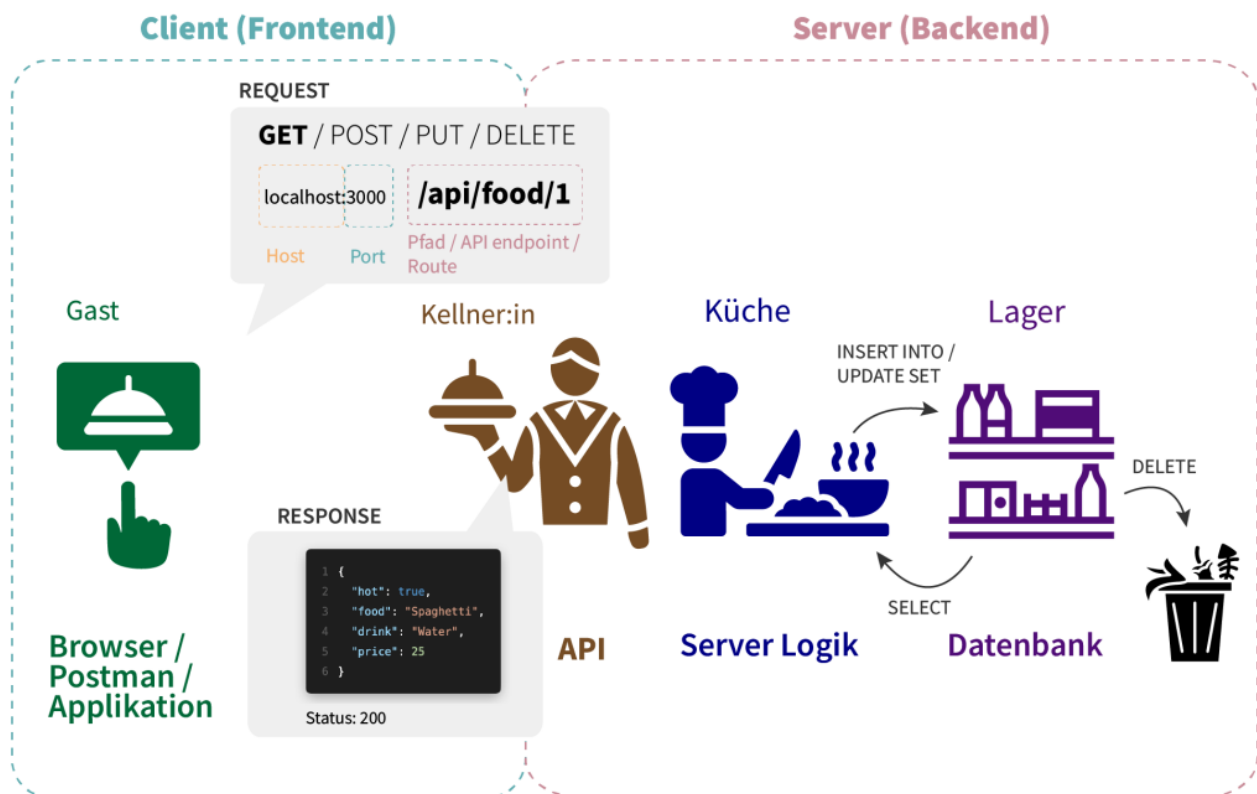 Client (Frontend)
Server (Backend)
REQUEST
GET / POST / PUT / DELETE
localhost:3000
/api/food/1
Host
Port
Pfad / API endpoint /
Route
Gast
Kellner:in
Küche
Lager
INSERT INTO /
UPDATE SET
DELETE
SELECT
RESPONSE
1 {
2 "hot": true,
3 "food": "Spaghetti",
4 "drink": "Water",
5 "price": 25
6 }
Status: 200
Browser /
Postman /
Applikation
API
Server Logik
Datenbank